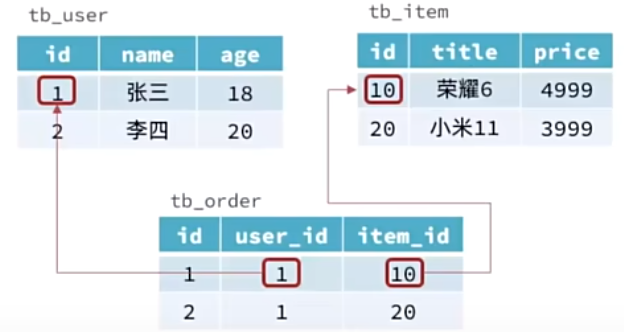 tb_user
id name age
1 张三 18
2 李四 20
tb_item
id title price
10 荣耀6 4999
20 小米11 3999
tb_order
id user_id item_id
1 1 10
2 1 20